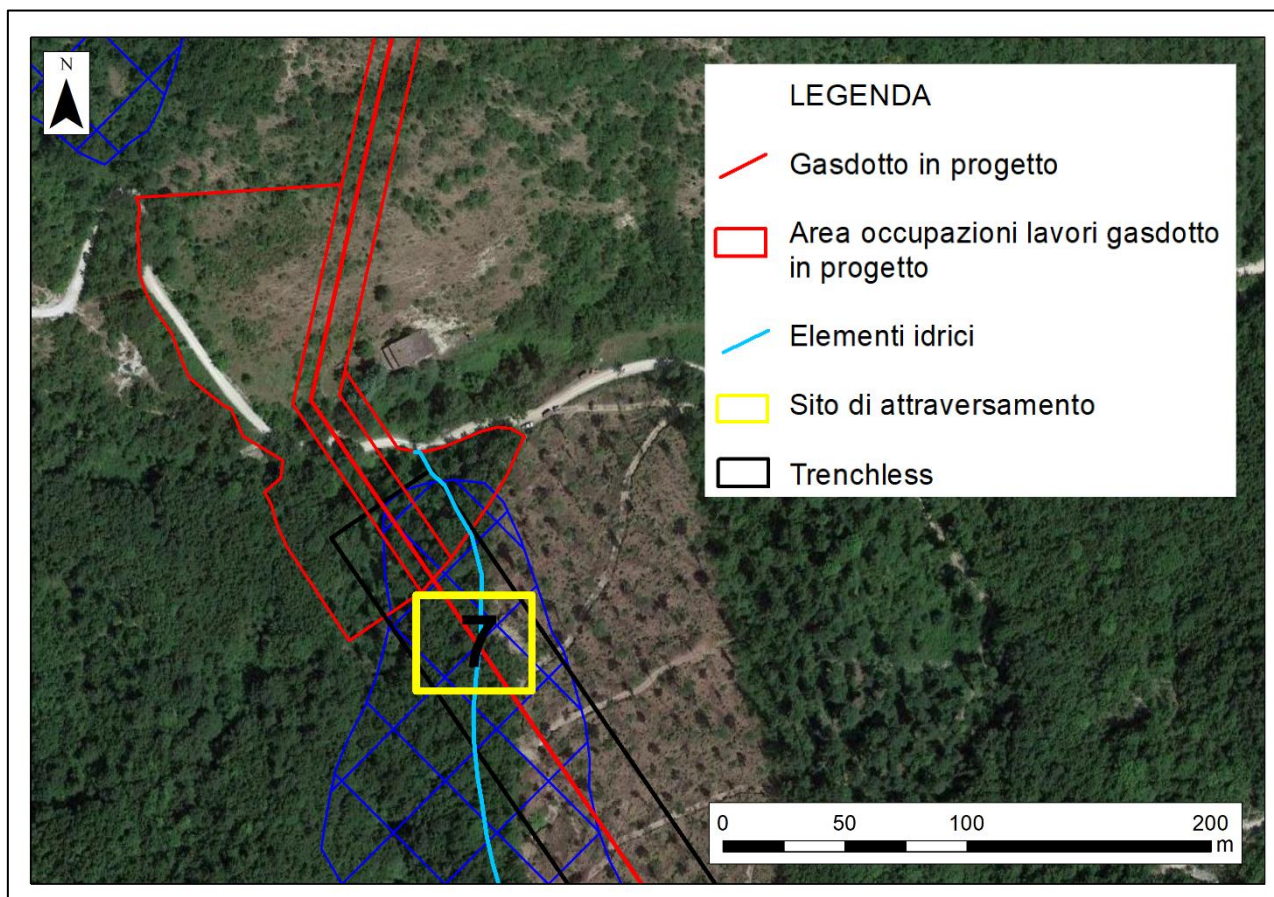 N
LEGENDA
Gasdotto in progetto
Area occupazioni lavori gasdotto
in progetto
Elementi idrici
Sito di attraversamento
Trenchless
7
0 50 100 200
m